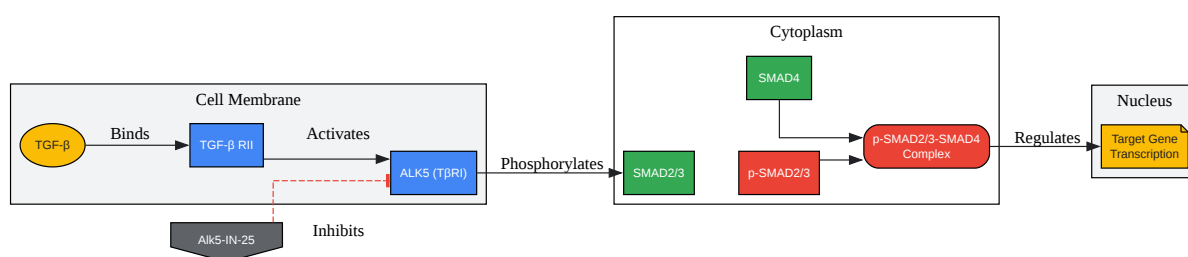 Cell Membrane
TGF-β
Binds
TGF-β RII
Activates
ALK5 (TβRI)
Alk5-IN-25
Inhibits
Phosphorylates
Cytoplasm
SMAD4
SMAD2/3
p-SMAD2/3
p-SMAD2/3-SMAD4
Complex
Regulates
Nucleus
Target Gene
Transcription